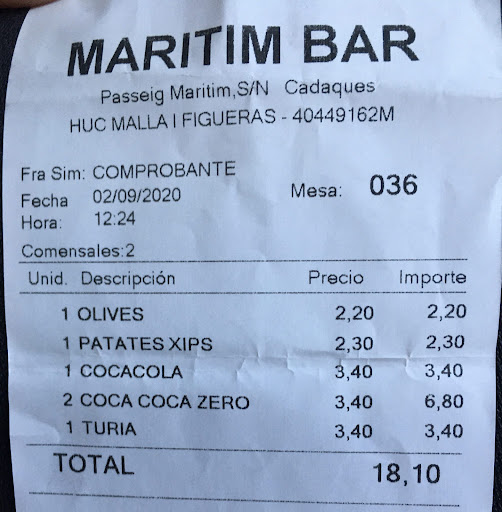 MARITIM BAR
Passeig Maritim,S/N Cadaques
HUC MALLA I FIGUERAS - 40449162M
Fra Sim: COMPROBANTE
Fecha 02/09/2020 Mesa: 036
Hora: 12:24
Comensales:2
Unid. Descripción Precio Importe
1 OLIVES 2,20 2,20
1 PATATES XIPS 2,30 2,30
1 COCACOLA 3,40 3,40
2 COCA COCA ZERO 3,40 6,80
1 TURIA 3,40 3,40
TOTAL 18,10